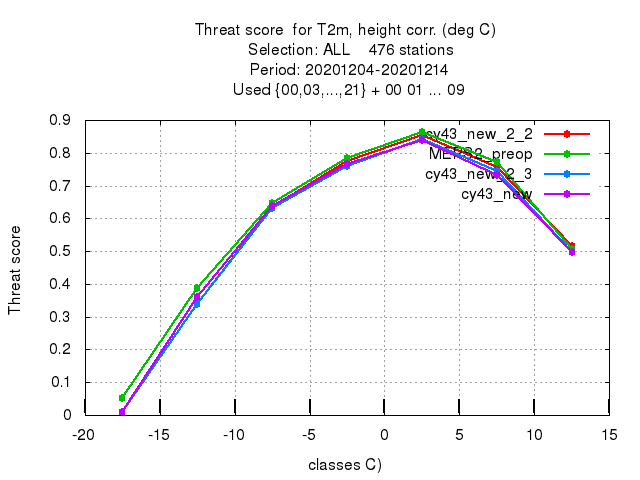 Threat score for T2m, height corr. (deg C)
Selection: ALL 476 stations
Period: 20201204-20201214
Used {00,03,...,21} + 00 01 ... 09
0.9
0.8
0.7
0.6
0.5
0.4
0.3
0.2
0.1
0
Threat score
cy43_new_2_2
preop
cy43_new_2_3
cy43_new
-20 -15 -10 -5 0 5 10 15
classes C)